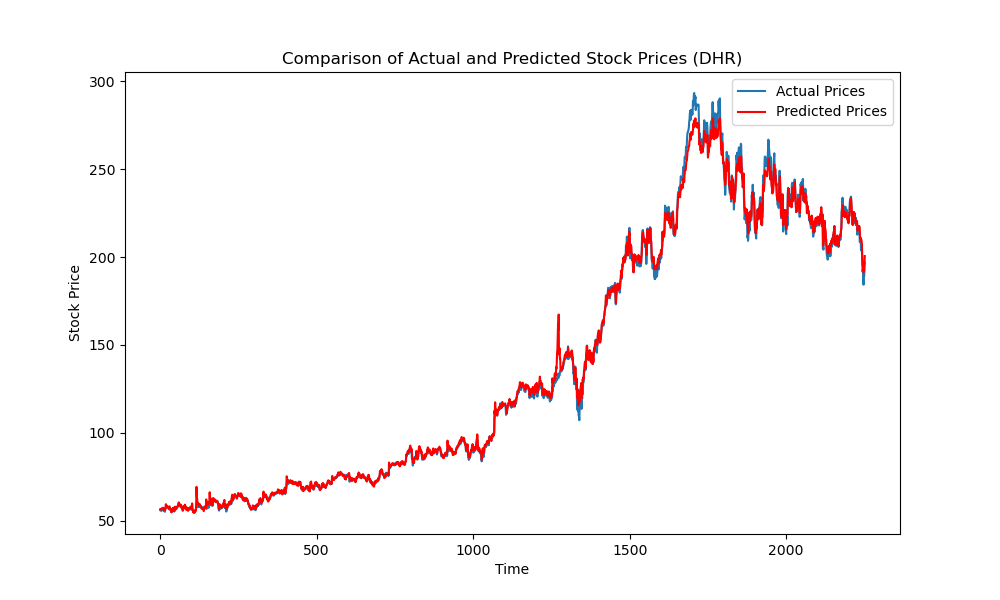 Comparison of Actual and Predicted Stock Prices (DHR)
Actual Prices
Predicted Prices
300
250
200
150
100
50
Stock Price
0
500
1000
1500
2000
Time